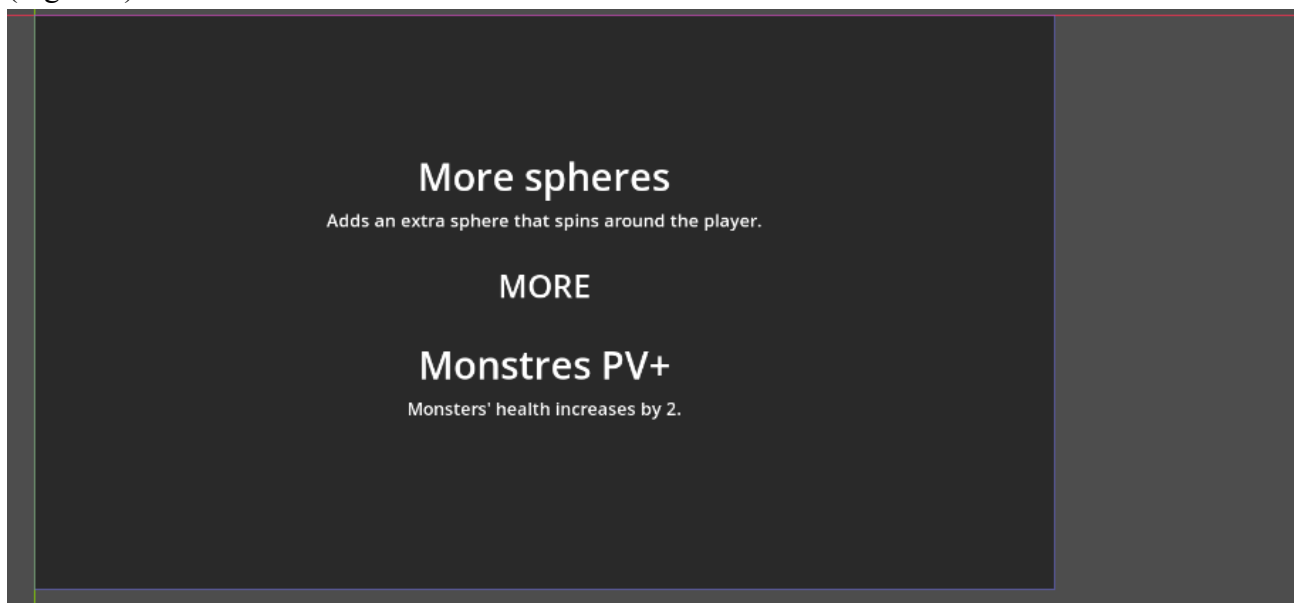 More spheres
Adds an extra sphere that spins around the player.
MORE
Monstres PV+
Monsters' health increases by 2.